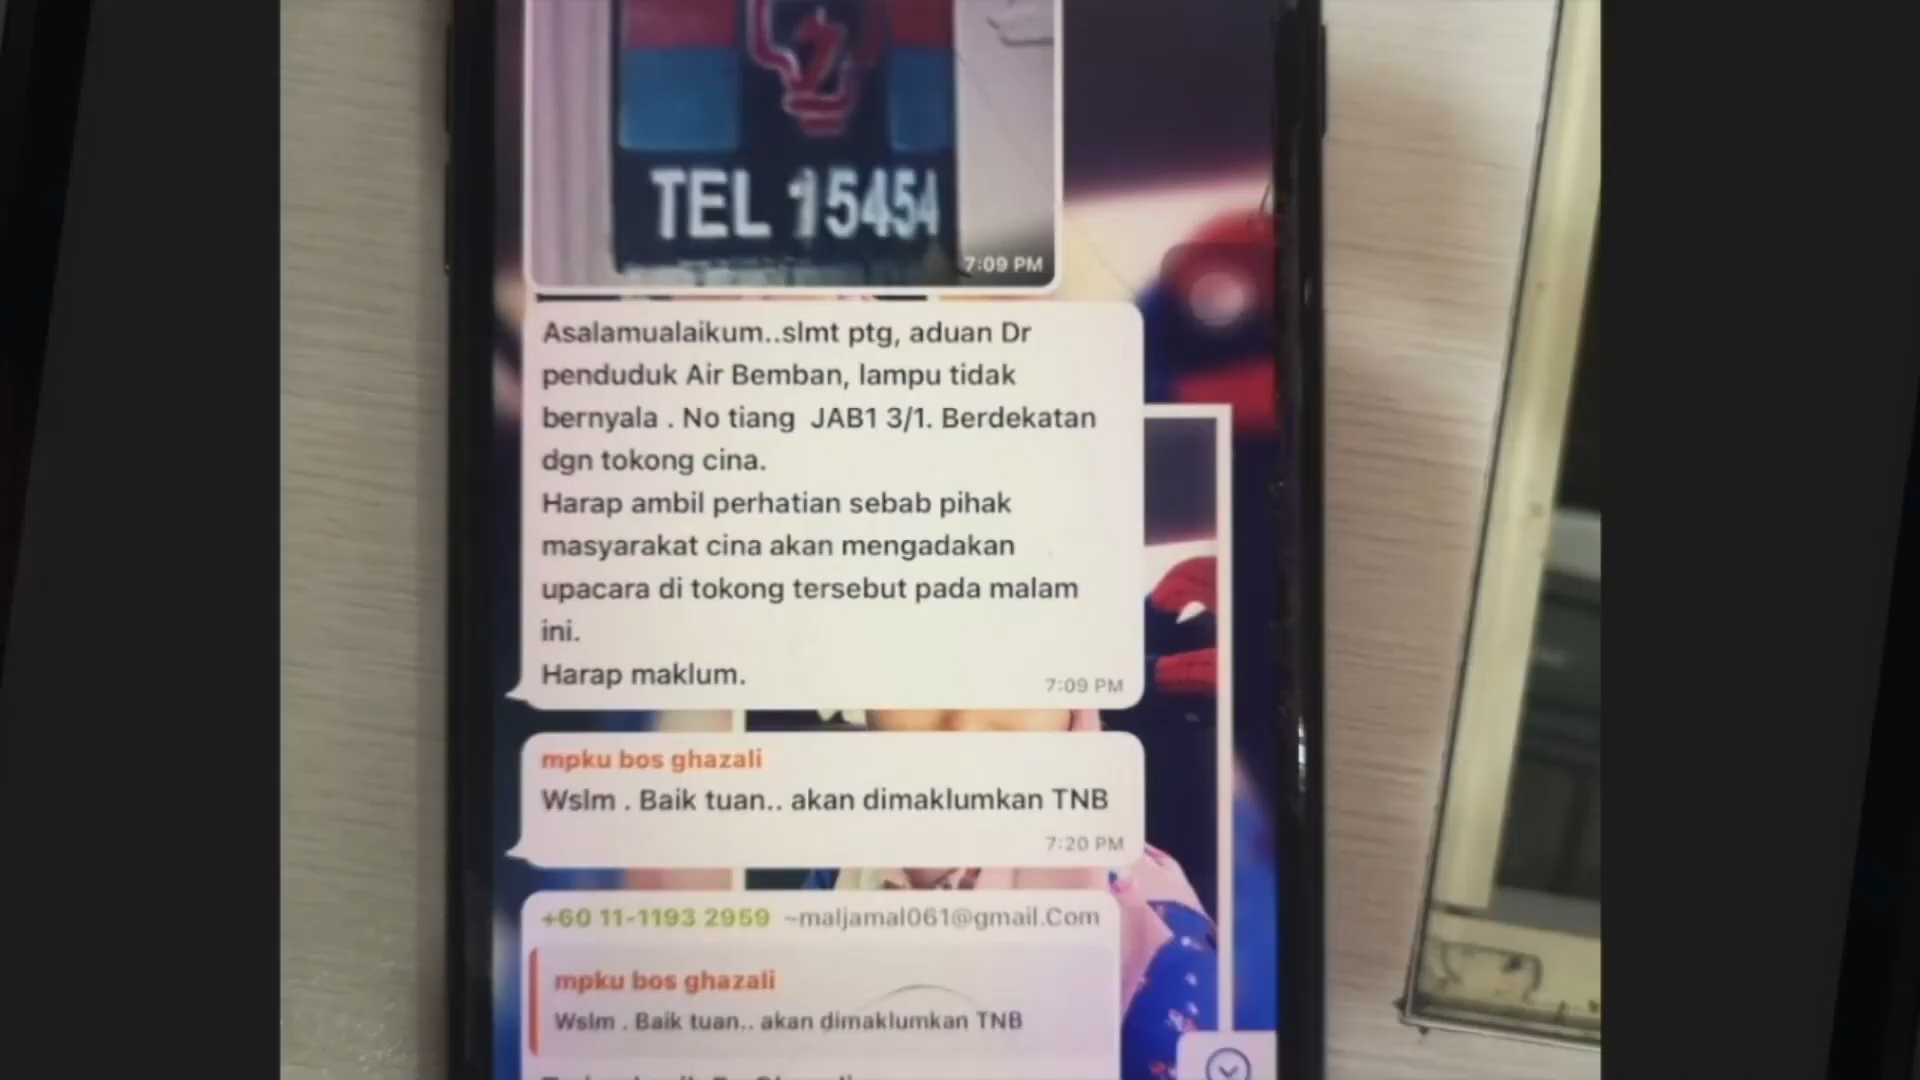 TEL 15454
7:09 PM
Asalamualaikum..slmt ptg, aduan Dr
penduduk Air Bemban, lampu tidak
bernyala . No tiang JAB1 3/1. Berdekatan
dgn tokong cina.
Harap ambil perhatian sebab pihak
masyarakat cina akan mengadakan
upacara di tokong tersebut pada malam
ini.
Harap maklum.
7:09 PM
mpku bos ghazali
Wslm . Baik tuan.. akan dimaklumkan TNB
7:20 PM
+60 11-1193 2959 ~maljamal061@gmail.Com
mpku bos ghazali
Wslm . Baik tuan.. akan dimaklumkan TNB